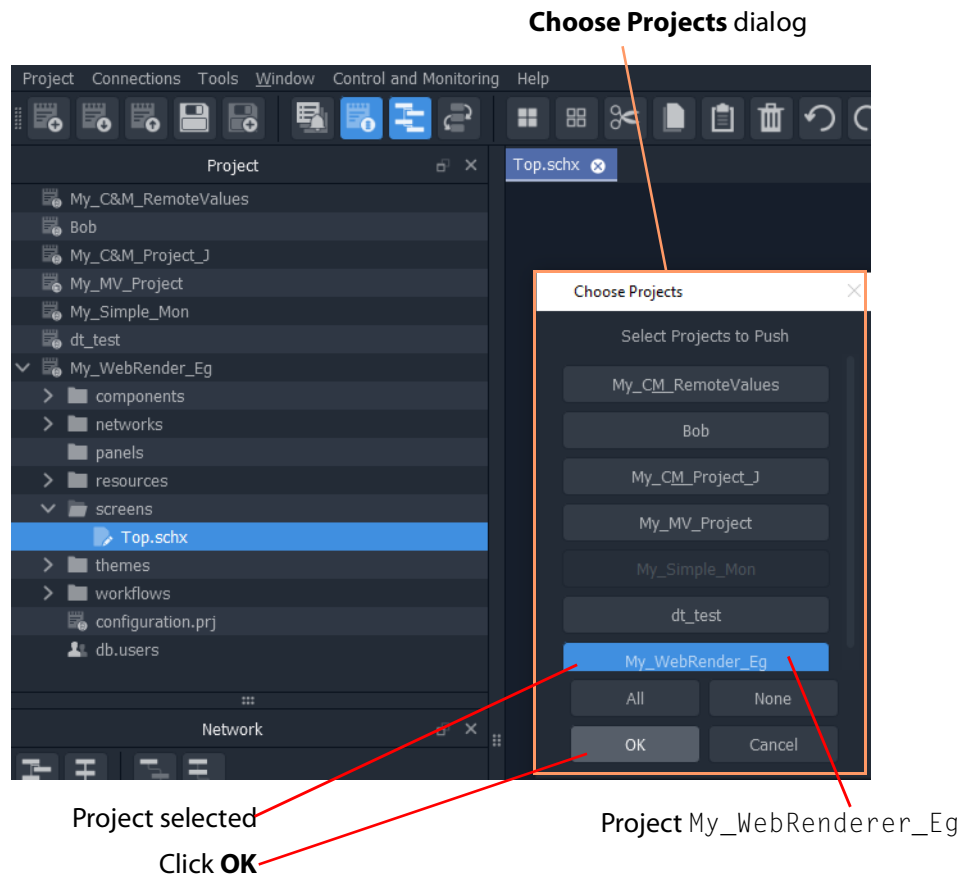 Choose Projects dialog
Project Connections Tools Window Control and Monitoring Help
Project
Top.schx
My_C&M_RemoteValues
Bob
My_C&M_Project_J
My_MV_Project
My_Simple_Mon
dt_test
My_WebRender_Eg
components
networks
panels
resources
screens
Top.schx
themes
workflows
configuration.prj
db.users
Network
Choose Projects
Select Projects to Push
My_CM_RemoteValues
Bob
My_CM_Project_J
My_MV_Project
My_Simple_Mon
dt_test
My_WebRender_Eg
All None
OK Cancel
Project selected
Project My_WebRenderer_Eg
Click OK